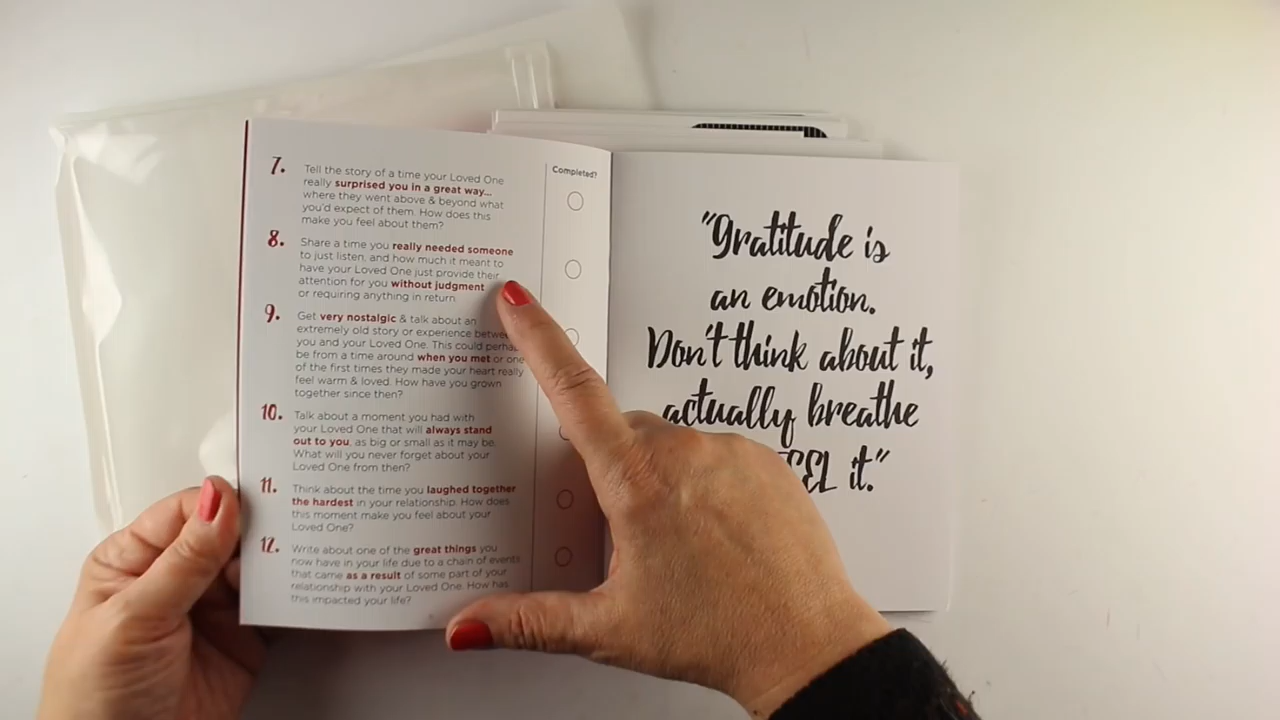 7. Tell the story of a time your Loved One
really surprised you in a great way...
where they went above & beyond what
you'd expect of them. How does this
make you feel about them?
8. Share a time you really needed someone
to just listen, and how much it meant to
have your Loved One just provide their
attention for you without judgment
or requiring anything in return.
9. Get very nostalgic & talk about an
extremely old story or experience
you and your Loved One. This could
be from a time around when you met or one
of the first times they made your heart really
feel warm & loved. How have you grown
together since then?
10. Talk about a moment you had with
your Loved One that will always stand
out to you, as big or small as it may be.
What will you never forget about your
Loved One from then?
11. Think about the time you laughed together
the hardest in your relationship. How does
this moment make you feel about your
Loved One?
12. Write about one of the great things you
now have in your life due to a chain of events
that came as a result of some part of your
relationship with your Loved One. How has
this impacted your life?
Completed?
"Gratitude is
an emotion.
Don't think about it,
actually breathe
it."